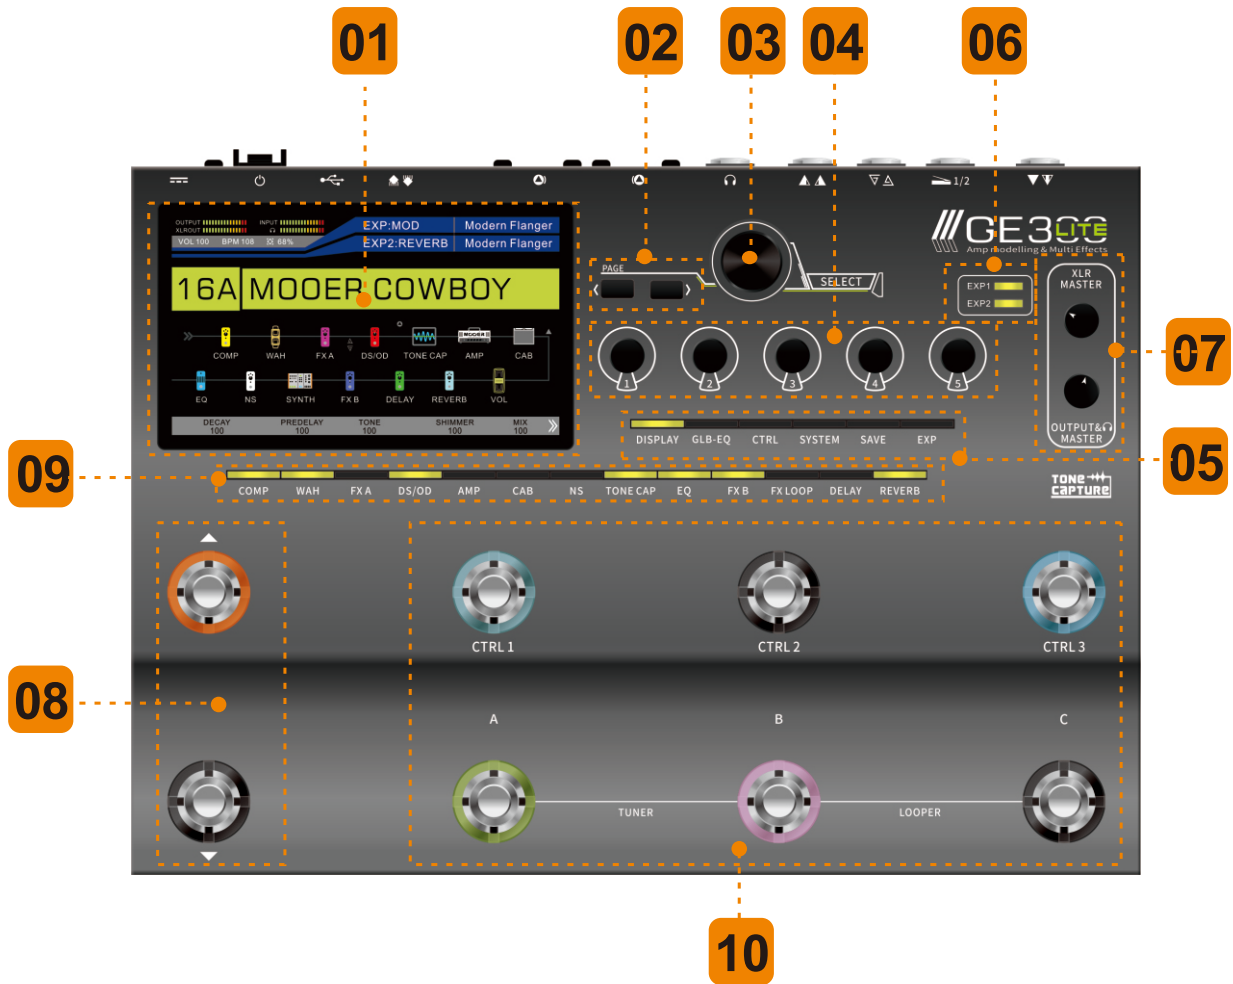 01
02
03
04
06
1/2
OUTPUT
XLROUT
INPUT
VOL 100
BPM 108
68%
EXP:MOD
Modern Flanger
EXP2:REVERB
Modern Flanger
16A
MOOER COWBOY
COMP
WAH
FX A
DS/OD
TONE CAP
MOOER
AMP
CAB
EQ
NS
SYNTH
FX B
DELAY
REVERB
VOL
DECAY
100
PREDELAY
100
TONE
100
SHIMMER
100
MIX
100
PAGE
SELECT
GE300 LITE
Amp modelling & Multi Effects
EXP1
EXP2
XLR
MASTER
OUTPUT&
MASTER
07
1
2
3
4
5
DISPLAY
GLB-EQ
CTRL
SYSTEM
SAVE
EXP
05
09
COMP
WAH
FX A
DS/OD
AMP
CAB
NS
TONE CAP
EQ
FX B
FX LOOP
DELAY
REVERB
TONE
CAPTURE
CTRL 1
CTRL 2
CTRL 3
08
A
B
C
TUNER
LOOPER
10